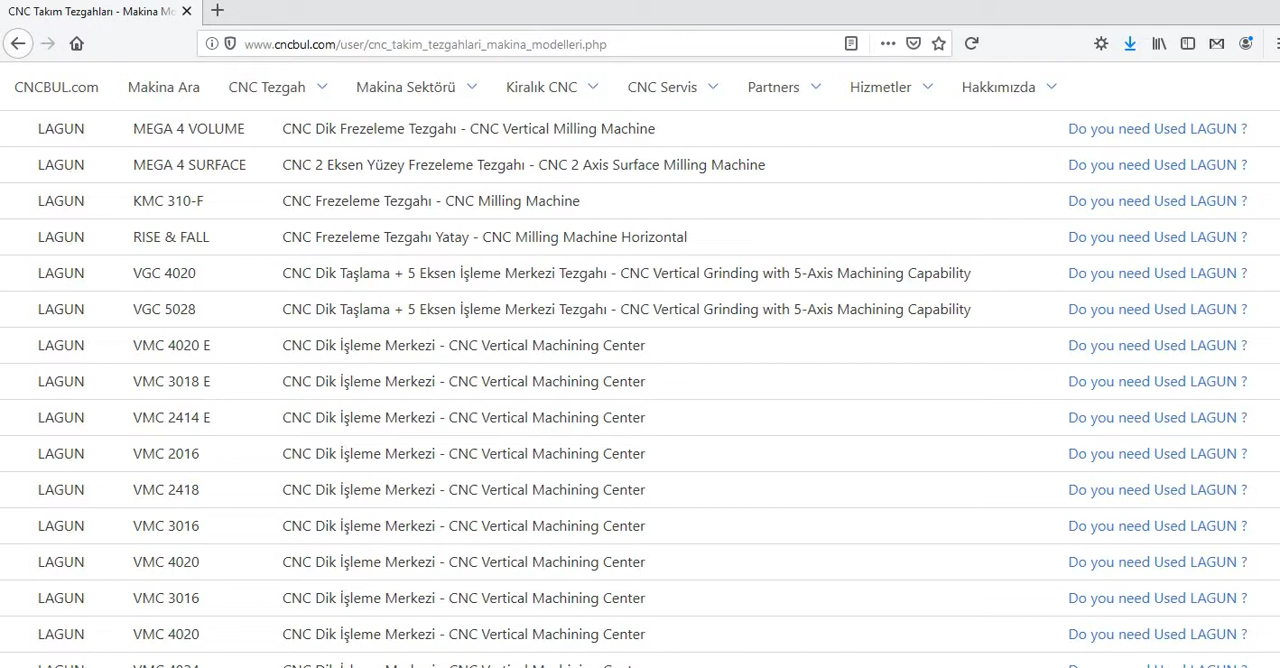 CNC Takım Tezgahları - Makina Mo
www.cncbul.com/user/cnc_takim_tezgahlari_makina_modelleri.php
CNCBUL.com Makina Ara CNC Tezgah Makina Sektörü Kiralık CNC CNC Servis Partners Hizmetler Hakkımızda
LAGUN MEGA 4 VOLUME CNC Dik Frezeleme Tezgahı - CNC Vertical Milling Machine Do you need Used LAGUN ?
LAGUN MEGA 4 SURFACE CNC 2 Eksen Yüzey Frezeleme Tezgahı - CNC 2 Axis Surface Milling Machine Do you need Used LAGUN ?
LAGUN KMC 310-F CNC Frezeleme Tezgahı - CNC Milling Machine Do you need Used LAGUN ?
LAGUN RISE & FALL CNC Frezeleme Tezgahı Yatay - CNC Milling Machine Horizontal Do you need Used LAGUN ?
LAGUN VGC 4020 CNC Dik Taşlama + 5 Eksen İşleme Merkezi Tezgahı - CNC Vertical Grinding with 5-Axis Machining Capability Do you need Used LAGUN ?
LAGUN VGC 5028 CNC Dik Taşlama + 5 Eksen İşleme Merkezi Tezgahı - CNC Vertical Grinding with 5-Axis Machining Capability Do you need Used LAGUN ?
LAGUN VMC 4020 E CNC Dik İşleme Merkezi - CNC Vertical Machining Center Do you need Used LAGUN ?
LAGUN VMC 3018 E CNC Dik İşleme Merkezi - CNC Vertical Machining Center Do you need Used LAGUN ?
LAGUN VMC 2414 E CNC Dik İşleme Merkezi - CNC Vertical Machining Center Do you need Used LAGUN ?
LAGUN VMC 2016 CNC Dik İşleme Merkezi - CNC Vertical Machining Center Do you need Used LAGUN ?
LAGUN VMC 2418 CNC Dik İşleme Merkezi - CNC Vertical Machining Center Do you need Used LAGUN ?
LAGUN VMC 3016 CNC Dik İşleme Merkezi - CNC Vertical Machining Center Do you need Used LAGUN ?
LAGUN VMC 4020 CNC Dik İşleme Merkezi - CNC Vertical Machining Center Do you need Used LAGUN ?
LAGUN VMC 3016 CNC Dik İşleme Merkezi - CNC Vertical Machining Center Do you need Used LAGUN ?
LAGUN VMC 4020 CNC Dik İşleme Merkezi - CNC Vertical Machining Center Do you need Used LAGUN ?